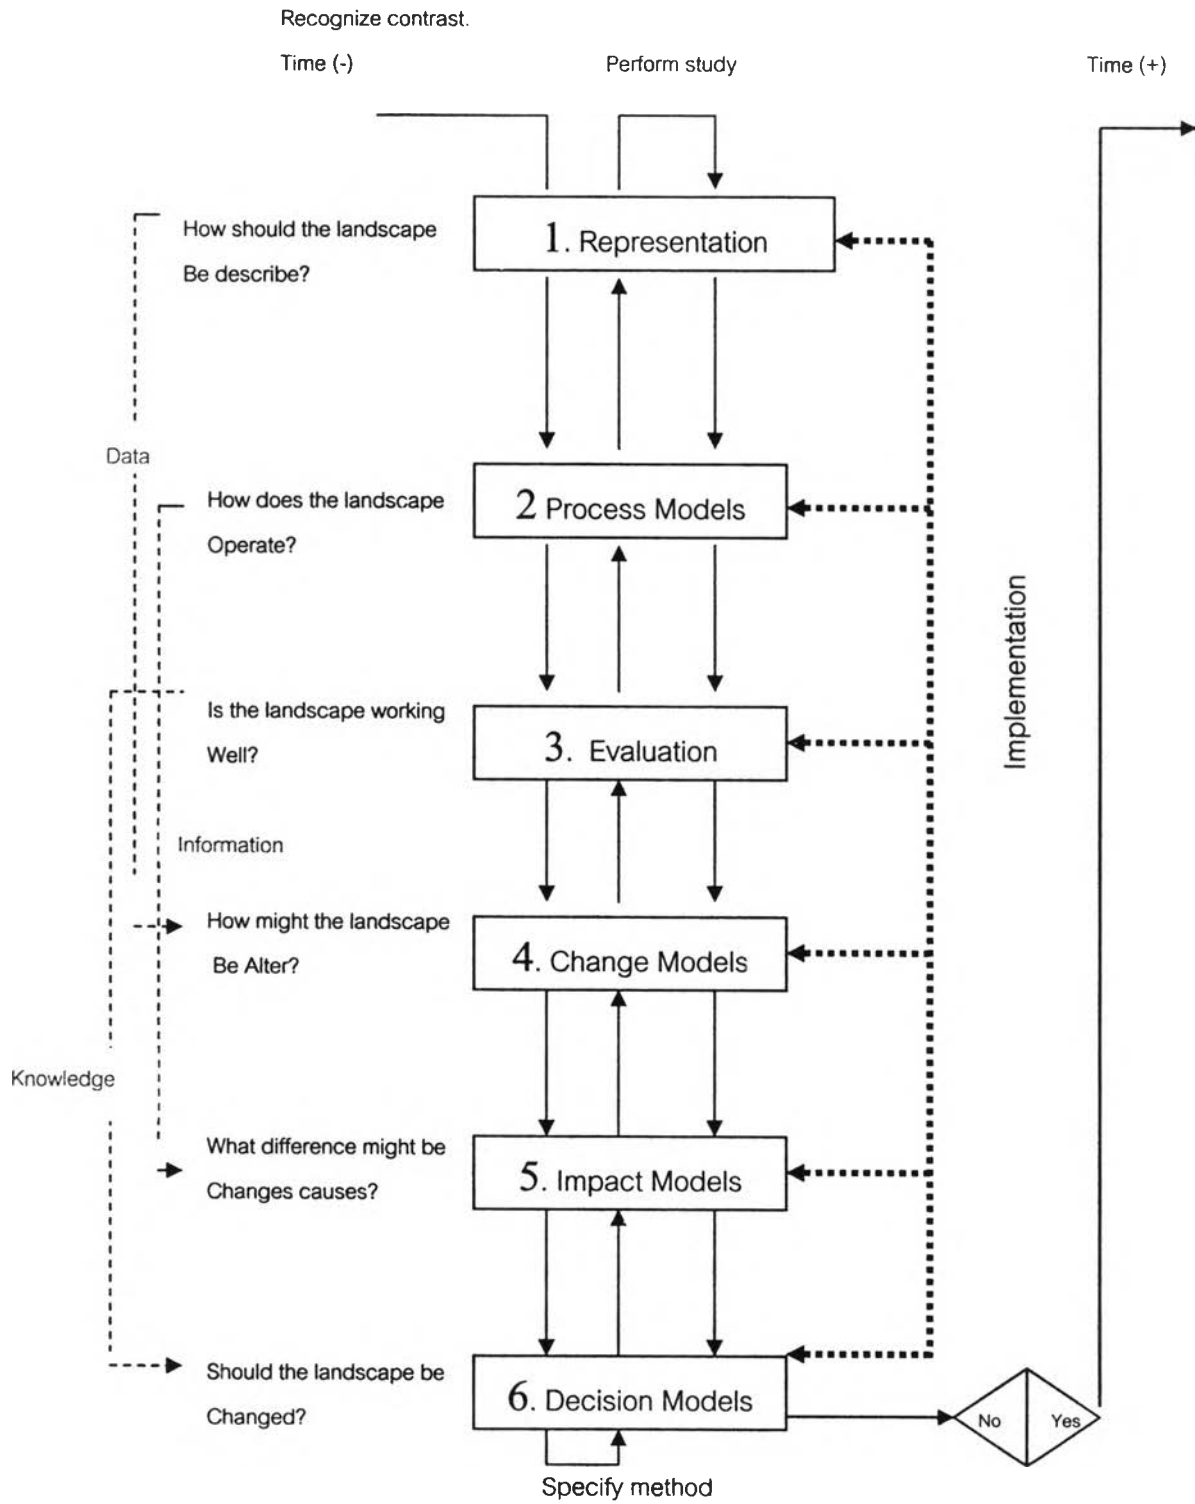 Recognize contrast.
Time (-)
Perform study
Time (+)
How should the landscape
Be describe?
1. Representation
Data
How does the landscape
Operate?
2 Process Models
Implementation
Is the landscape working
Well?
3. Evaluation
Information
How might the landscape
Be Alter?
4. Change Models
Knowledge
What difference might be
Changes causes?
5. Impact Models
Should the landscape be
Changed?
6. Decision Models
No
Yes
Specify method